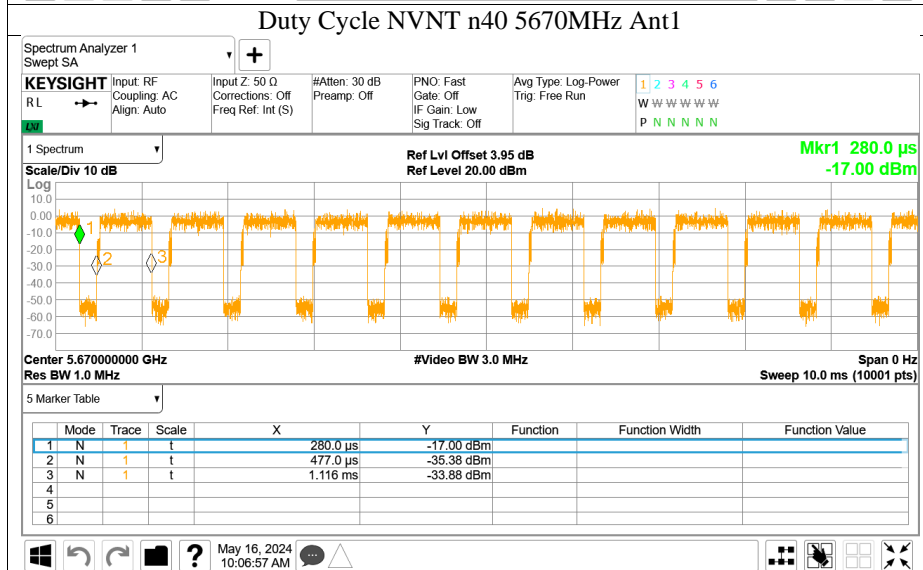 Duty Cycle NVNT n40 5670MHz Ant1
Spectrum Analyzer 1
Swept SA
+
KEYSIGHT
R L
LXI
Input: RF
Coupling: AC
Align: Auto
Input Z: 50 Ω
Corrections: Off
Freq Ref: Int (S)
#Atten: 30 dB
Preamp: Off
PNO: Fast
Gate: Off
IF Gain: Low
Sig Track: Off
Avg Type: Log-Power
Trig: Free Run
1 2 3 4 5 6
W W W W W W
P N N N N N
1 Spectrum
Scale/Div 10 dB
Ref Lvl Offset 3.95 dB
Ref Level 20.00 dBm
Mkr1 280.0 µs
-17.00 dBm
Log
10.0
0.00
-10.0
-20.0
-30.0
-40.0
-50.0
-60.0
-70.0
1
2
3
Center 5.670000000 GHz
Res BW 1.0 MHz
#Video BW 3.0 MHz
Span 0 Hz
Sweep 10.0 ms (10001 pts)
5 Marker Table
Mode Trace Scale X Y Function Function Width Function Value
1 N 1 t 280.0 µs -17.00 dBm
2 N 1 t 477.0 µs -35.38 dBm
3 N 1 t 1.116 ms -33.88 dBm
4
5
6
?
May 16, 2024
10:06:57 AM